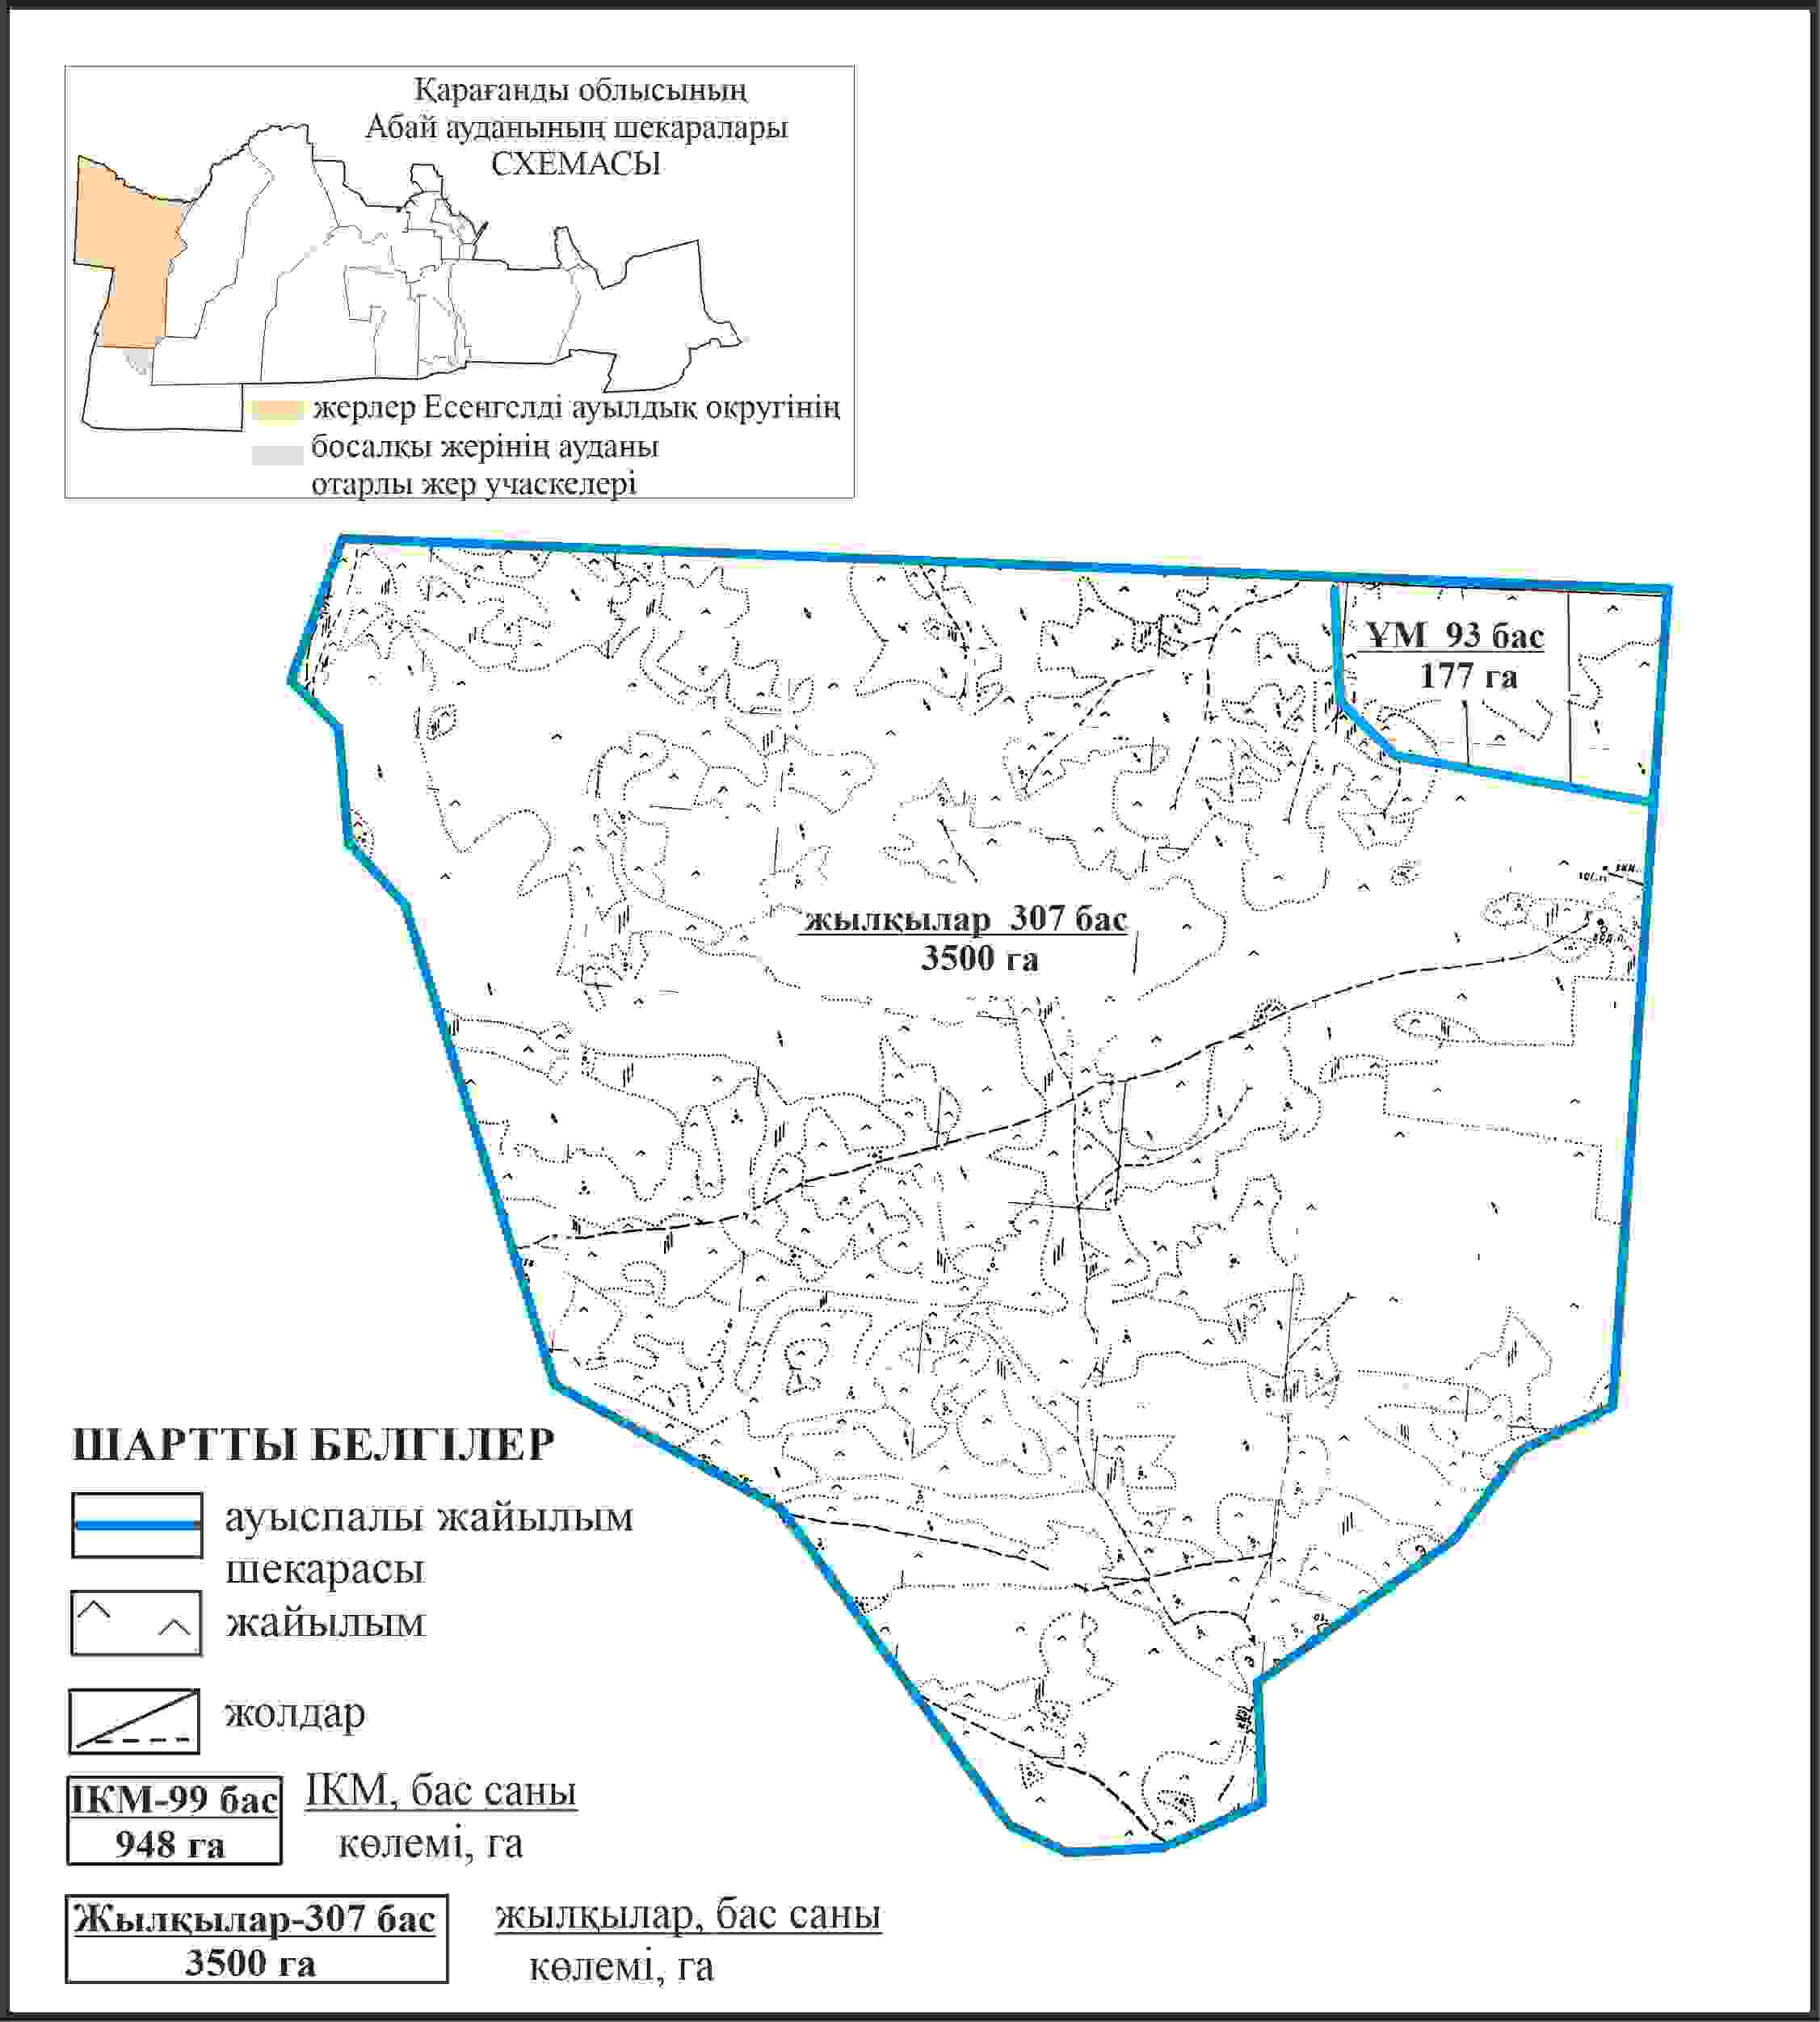 Қарағанды облысының
Абай ауданының шекаралары
СХЕМАСЫ
жерлер Есенгелді ауылдық округінің
босалқы жерінің ауданы
отарлы жер учаскелері
ҰМ 93 бас
177 га
жылқылар 307 бас
3500 га
ШАРТТЫ БЕЛГІЛЕР
ауыспалы жайылым
шекарасы
жайылым
жолдар
ІКМ-99 бас
948 га
ІКМ, бас саны
көлемі, га
Жылқылар-307 бас
3500 га
жылқылар, бас саны
көлемі, га